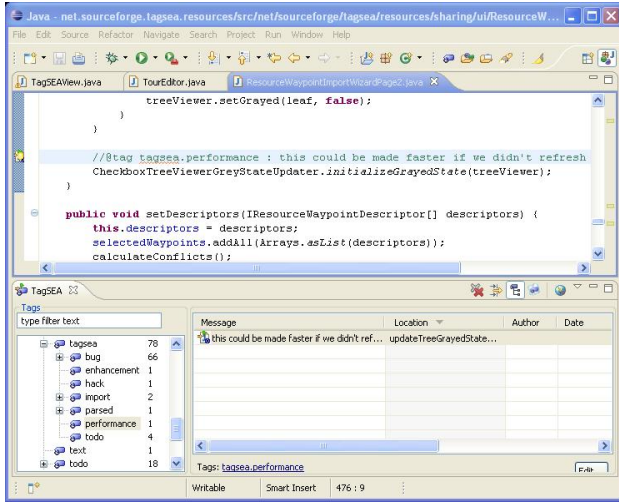 Java - net.sourceforge.tagsea.resources/src/net/sourceforge/tagsea/resources/sharing/ui/ResourceW...
File Edit Source Refactor Navigate Search Project Run Window Help
TagSEAView.java TourEditor.java ResourceWaypointImportWizardPage2.java
treeViewer.setGrayed(leaf, false);
}
}
//@tag tagsea.performance : this could be made faster if we didn't refresh
CheckboxTreeViewerGreyStateUpdater.initializeGrayedState(treeViewer);
}
public void setDescriptors(IResourceWaypointDescriptor[] descriptors) {
this.descriptors = descriptors;
selectedWaypoints.addAll(Arrays.asList(descriptors));
calculateConflicts();
TagSEA
Tags
type filter text
tagsea 78
bug 66
enhancement 1
hack 1
import 2
parsed 1
performance 1
todo 4
text 1
todo 18
Message Location Author Date
this could be made faster if we didn't ref... updateTreeGrayedState...
Tags: tagsea.performance
Edit
Writable Smart Insert 476 : 9